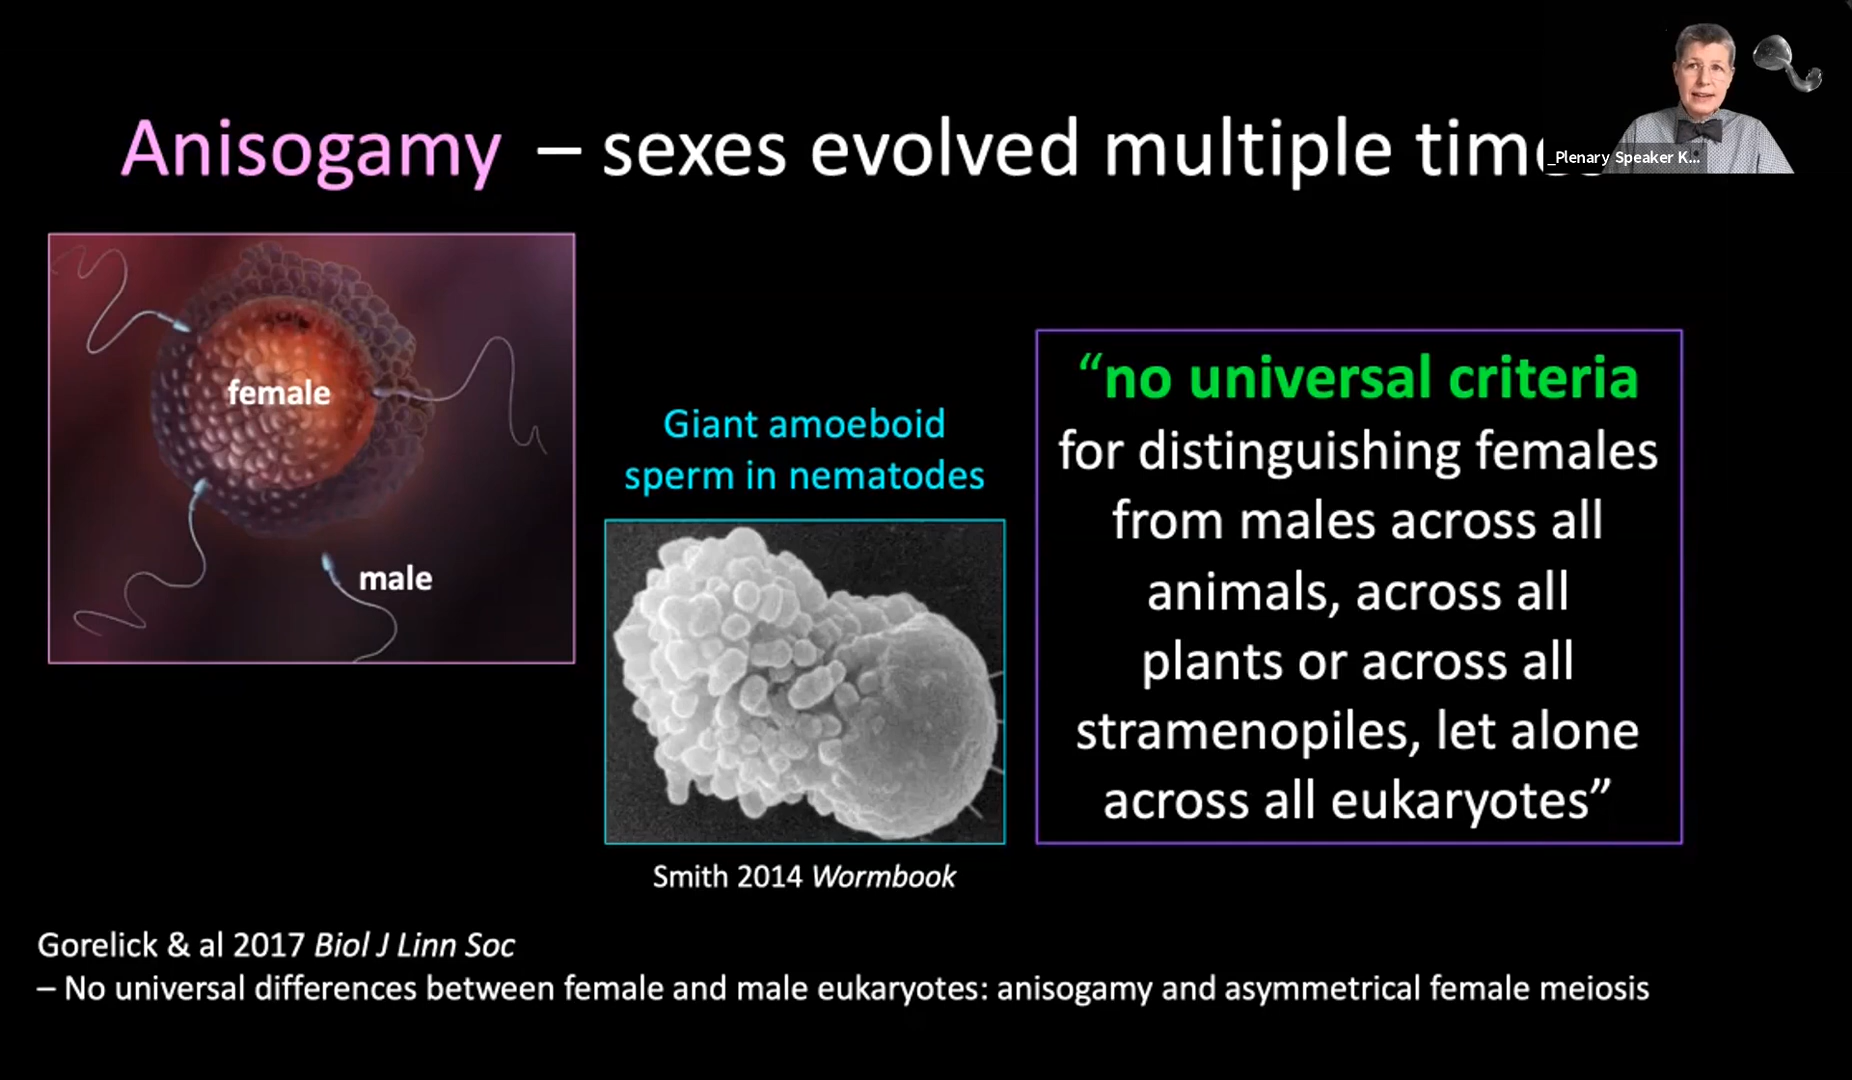 Anisogamy – sexes evolved multiple
_Plenary Speaker K...
female
male
Giant amoeboid
sperm in nematodes
Smith 2014 Wormbook
“no universal criteria
for distinguishing females
from males across all
animals, across all
plants or across all
stramenopiles, let alone
across all eukaryotes”
Gorelick & al 2017 Biol J Linn Soc
– No universal differences between female and male eukaryotes: anisogamy and asymmetrical female meiosis